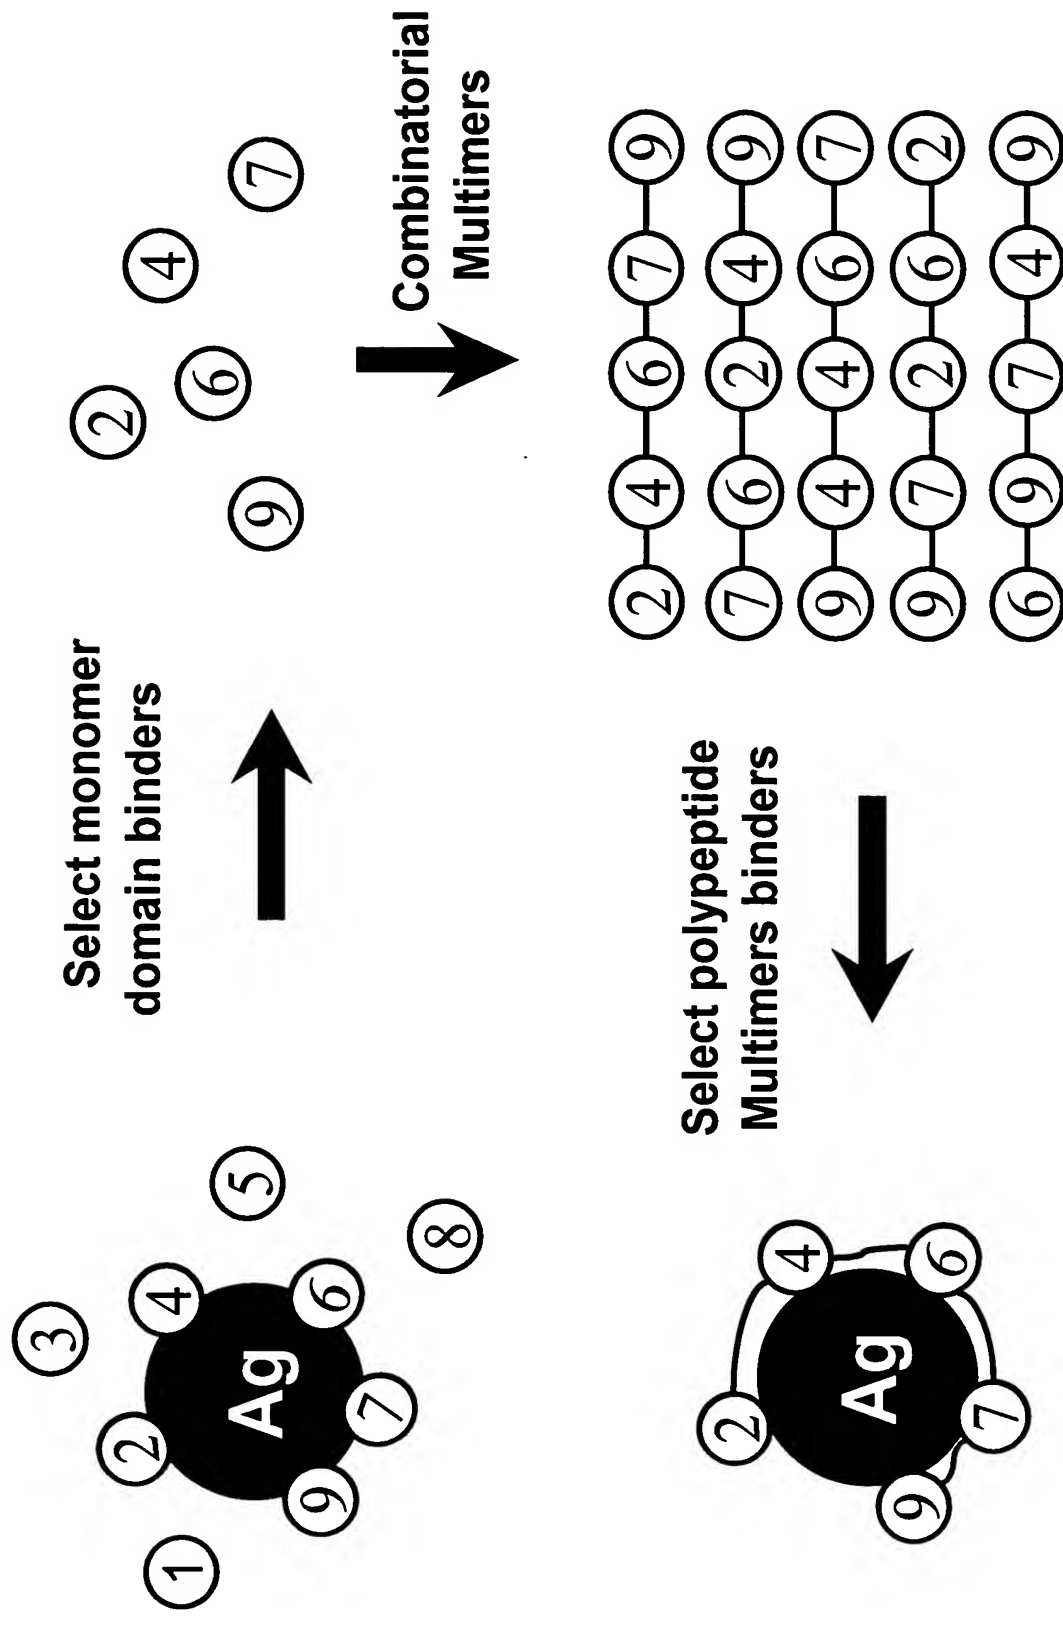 3
2
4
1
5
Ag
9
6
7
8
Select monomer
domain binders
2
4
6
9
7
Combinatorial
Multimers
2 4 6 7 9
7 6 2 4 9
9 4 4 6 7
9 7 2 6 2
6 9 7 4 9
Select polypeptide
Multimers binders
2
4
Ag
9
6
7